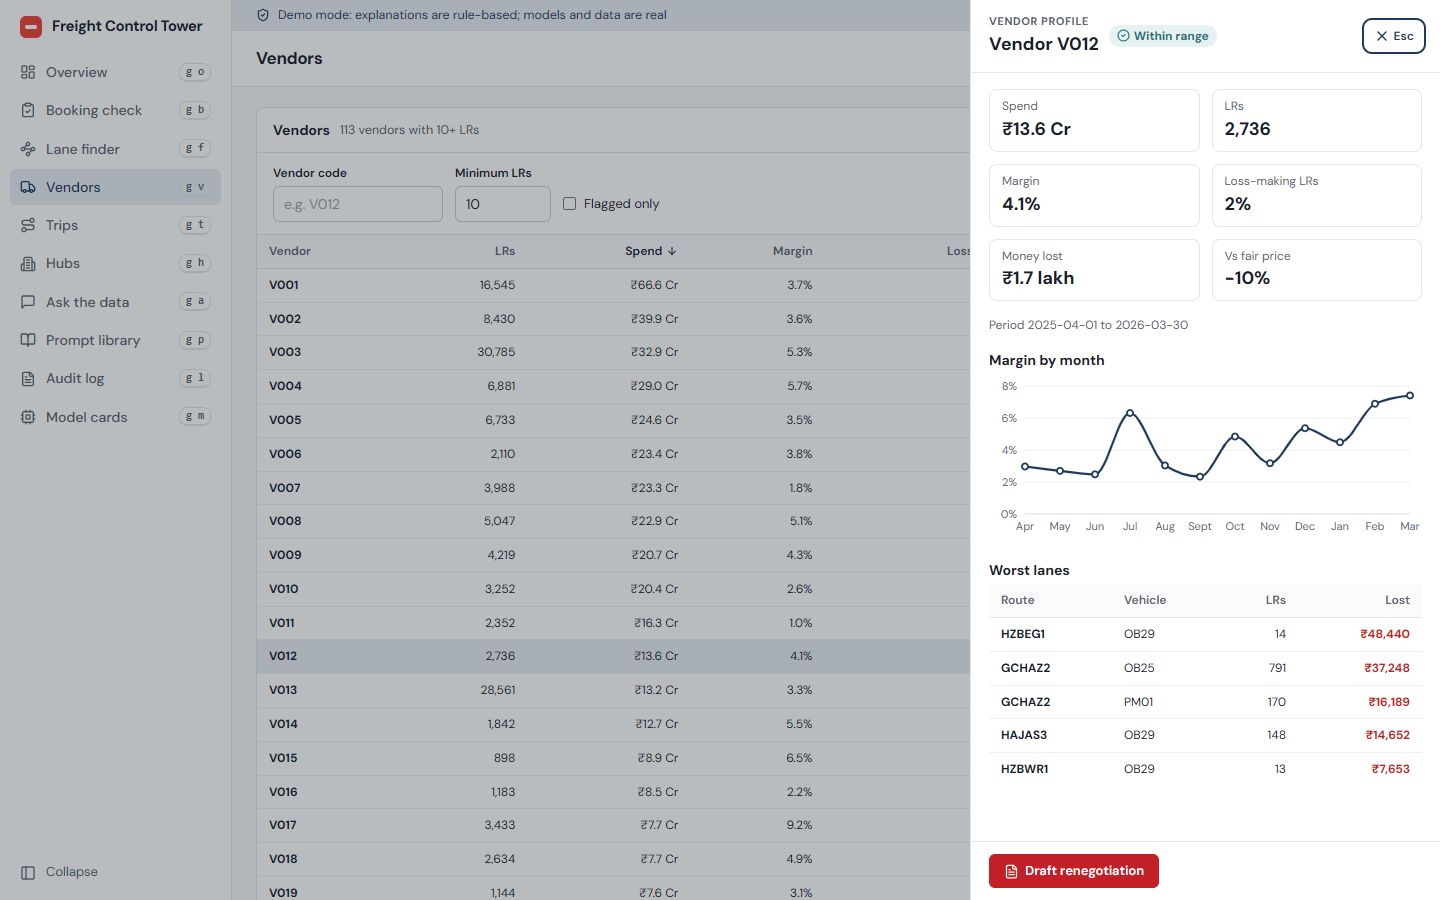 Freight Control Tower
Overview g o
Booking check g b
Lane finder g f
Vendors g v
Trips g t
Hubs g h
Ask the data g a
Prompt library g p
Audit log g l
Model cards g m
Collapse
Demo mode: explanations are rule-based; models and data are real
Vendors
Vendors 113 vendors with 10+ LRs
Vendor code Minimum LRs
e.g. V012 10 Flagged only
Vendor LRs Spend ↓ Margin Loss
V001 16,545 ₹66.6 Cr 3.7%
V002 8,430 ₹39.9 Cr 3.6%
V003 30,785 ₹32.9 Cr 5.3%
V004 6,881 ₹29.0 Cr 5.7%
V005 6,733 ₹24.6 Cr 3.5%
V006 2,110 ₹23.4 Cr 3.8%
V007 3,988 ₹23.3 Cr 1.8%
V008 5,047 ₹22.9 Cr 5.1%
V009 4,219 ₹20.7 Cr 4.3%
V010 3,252 ₹20.4 Cr 2.6%
V011 2,352 ₹16.3 Cr 1.0%
V012 2,736 ₹13.6 Cr 4.1%
V013 28,561 ₹13.2 Cr 3.3%
V014 1,842 ₹12.7 Cr 5.5%
V015 898 ₹8.9 Cr 6.5%
V016 1,183 ₹8.5 Cr 2.2%
V017 3,433 ₹7.7 Cr 9.2%
V018 2,634 ₹7.7 Cr 4.9%
V019 1,144 ₹7.6 Cr 3.1%
VENDOR PROFILE
Vendor V012 Within range
Esc
Spend LRs
₹13.6 Cr 2,736
Margin Loss-making LRs
4.1% 2%
Money lost Vs fair price
₹1.7 lakh -10%
Period 2025-04-01 to 2026-03-30
Margin by month
8%
6%
4%
2%
0%
Apr May Jun Jul Aug Sept Oct Nov Dec Jan Feb Mar
Worst lanes
Route Vehicle LRs Lost
HZBEG1 OB29 14 ₹48,440
GCHAZ2 OB25 791 ₹37,248
GCHAZ2 PM01 170 ₹16,189
HAJAS3 OB29 148 ₹14,652
HZBWR1 OB29 13 ₹7,653
Draft renegotiation